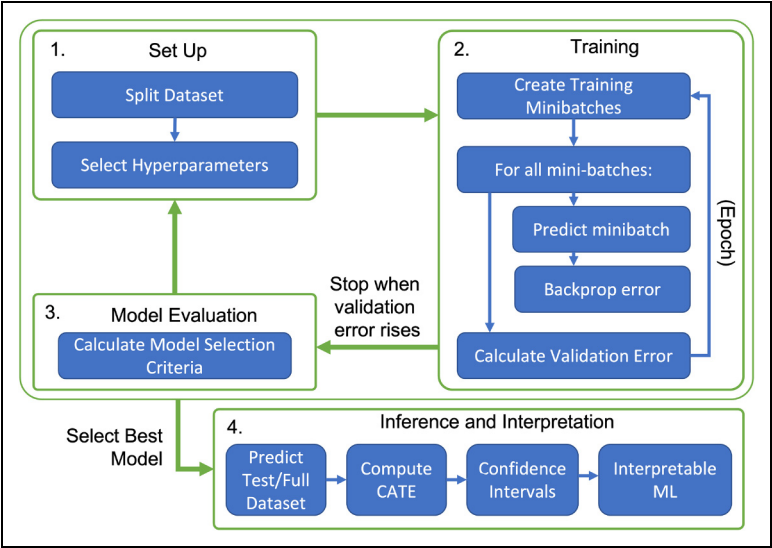 1.
Set Up
Split Dataset
Select Hyperparameters
2.
Training
Create Training
Minibatches
For all mini-batches:
Predict minibatch
Backprop error
Calculate Validation Error
(Epoch)
Stop when
validation
error rises
3.
Model Evaluation
Calculate Model Selection
Criteria
Select Best
Model
4.
Inference and Interpretation
Predict
Test/Full
Dataset
Compute
CATE
Confidence
Intervals
Interpretable
ML